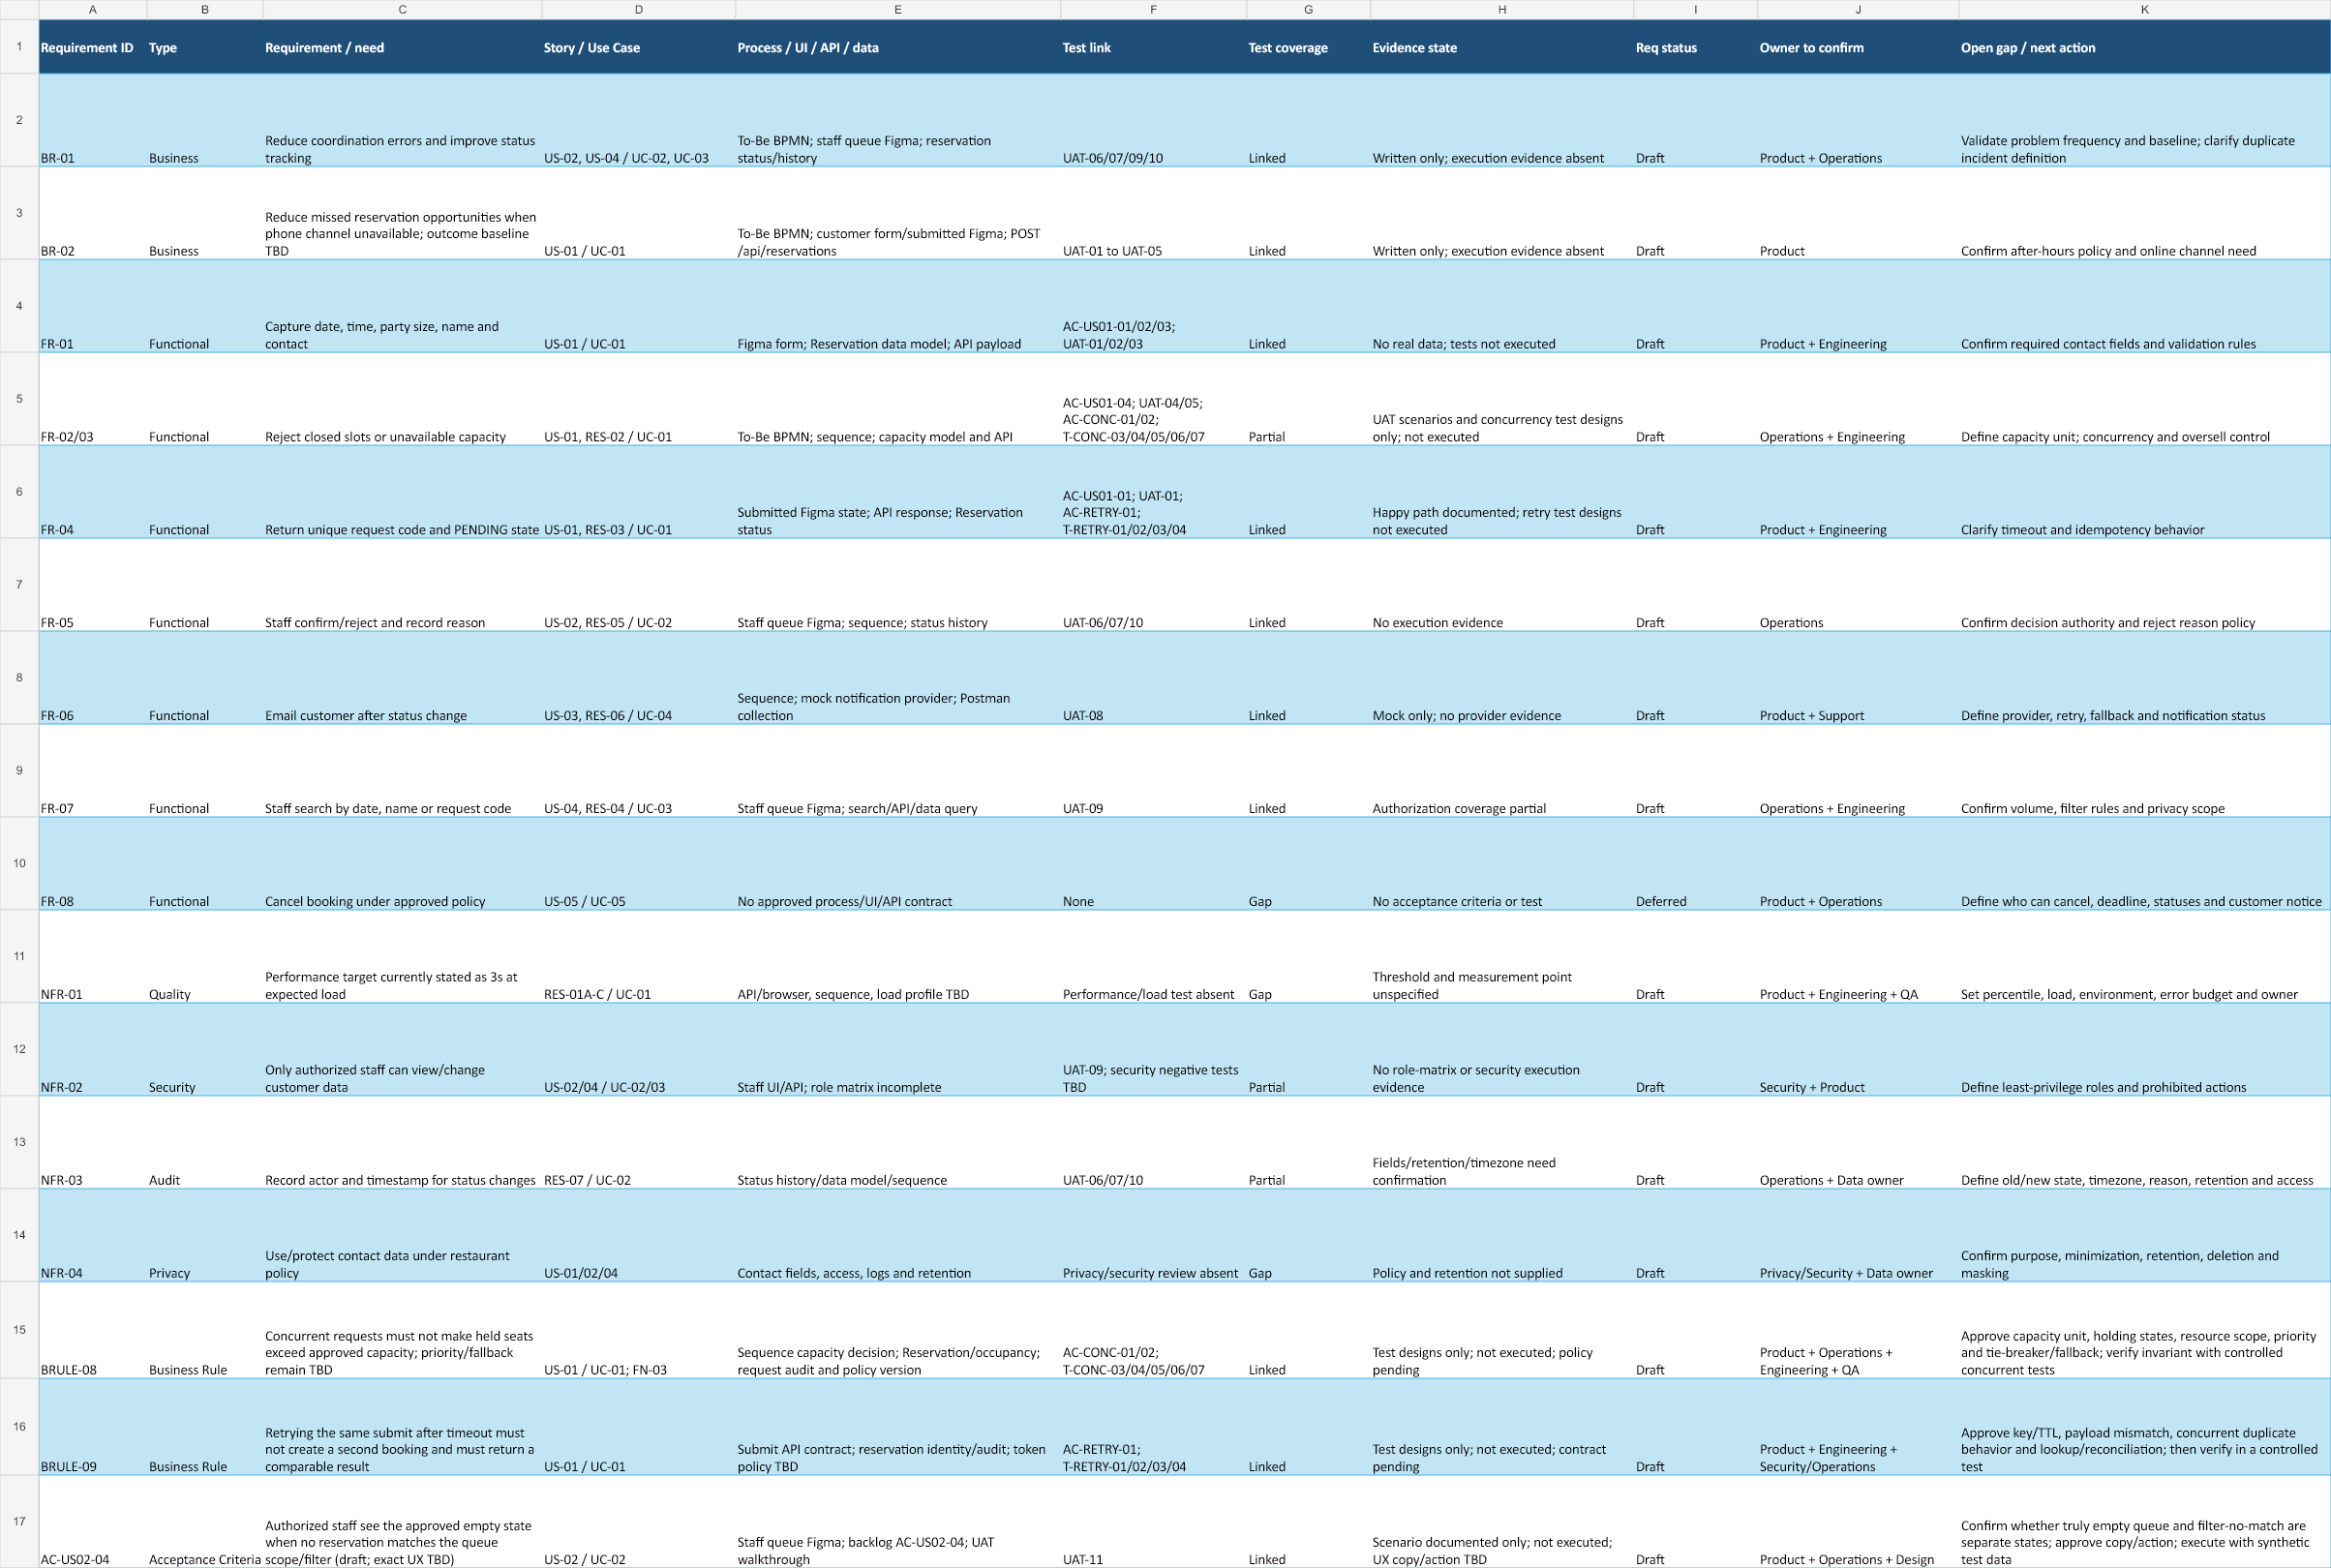 A B C D E F G H I J K
1 Requirement ID Type Requirement / need Story / Use Case Process / UI / API / data Test link Test coverage Evidence state Req status Owner to confirm Open gap / next action
2
Reduce coordination errors and improve status To-Be BPMN; staff queue Figma; reservation Validate problem frequency and baseline; clarify duplicate
BR-01 Business tracking US-02, US-04 / UC-02, UC-03 status/history UAT-06/07/09/10 Linked Written only; execution evidence absent Draft Product + Operations incident definition
3
Reduce missed reservation opportunities when
phone channel unavailable; outcome baseline To-Be BPMN; customer form/submitted Figma; POST
BR-02 Business TBD US-01 / UC-01 /api/reservations UAT-01 to UAT-05 Linked Written only; execution evidence absent Draft Product Confirm after-hours policy and online channel need
4
Capture date, time, party size, name and AC-US01-01/02/03;
FR-01 Functional contact US-01 / UC-01 Figma form; Reservation data model; API payload UAT-01/02/03 Linked No real data; tests not executed Draft Product + Engineering Confirm required contact fields and validation rules
5
AC-US01-04; UAT-04/05;
AC-CONC-01/02; UAT scenarios and concurrency test designs
FR-02/03 Functional Reject closed slots or unavailable capacity US-01, RES-02 / UC-01 To-Be BPMN; sequence; capacity model and API T-CONC-03/04/05/06/07 Partial only; not executed Draft Operations + Engineering Define capacity unit; concurrency and oversell control
6
AC-US01-01; UAT-01;
Submitted Figma state; API response; Reservation AC-RETRY-01; Happy path documented; retry test designs
FR-04 Functional Return unique request code and PENDING state US-01, RES-03 / UC-01 status T-RETRY-01/02/03/04 Linked not executed Draft Product + Engineering Clarify timeout and idempotency behavior
7
FR-05 Functional Staff confirm/reject and record reason US-02, RES-05 / UC-02 Staff queue Figma; sequence; status history UAT-06/07/10 Linked No execution evidence Draft Operations Confirm decision authority and reject reason policy
8
Sequence; mock notification provider; Postman
FR-06 Functional Email customer after status change US-03, RES-06 / UC-04 collection UAT-08 Linked Mock only; no provider evidence Draft Product + Support Define provider, retry, fallback and notification status
9
FR-07 Functional Staff search by date, name or request code US-04, RES-04 / UC-03 Staff queue Figma; search/API/data query UAT-09 Linked Authorization coverage partial Draft Operations + Engineering Confirm volume, filter rules and privacy scope
10
FR-08 Functional Cancel booking under approved policy US-05 / UC-05 No approved process/UI/API contract None Gap No acceptance criteria or test Deferred Product + Operations Define who can cancel, deadline, statuses and customer notice
11
Performance target currently stated as 3s at Threshold and measurement point
NFR-01 Quality expected load RES-01A-C / UC-01 API/browser, sequence, load profile TBD Performance/load test absent Gap unspecified Draft Product + Engineering + QA Set percentile, load, environment, error budget and owner
12
Only authorized staff can view/change UAT-09; security negative tests No role-matrix or security execution
NFR-02 Security customer data US-02/04 / UC-02/03 Staff UI/API; role matrix incomplete TBD Partial evidence Draft Security + Product Define least-privilege roles and prohibited actions
13
Fields/retention/timezone need
NFR-03 Audit Record actor and timestamp for status changes RES-07 / UC-02 Status history/data model/sequence UAT-06/07/10 Partial confirmation Draft Operations + Data owner Define old/new state, timezone, reason, retention and access
14
Use/protect contact data under restaurant Confirm purpose, minimization, retention, deletion and
NFR-04 Privacy policy US-01/02/04 Contact fields, access, logs and retention Privacy/security review absent Gap Policy and retention not supplied Draft Privacy/Security + Data owner masking
15
Concurrent requests must not make held seats Approve capacity unit, holding states, resource scope, priority
exceed approved capacity; priority/fallback Sequence capacity decision; Reservation/occupancy; AC-CONC-01/02; Test designs only; not executed; policy Product + Operations + and tie-breaker/fallback; verify invariant with controlled
BRULE-08 Business Rule remain TBD US-01 / UC-01; FN-03 request audit and policy version T-CONC-03/04/05/06/07 Linked pending Draft Engineering + QA concurrent tests
16
Retrying the same submit after timeout must Approve key/TTL, payload mismatch, concurrent duplicate
not create a second booking and must return a Submit API contract; reservation identity/audit; token AC-RETRY-01; Test designs only; not executed; contract Product + Engineering + behavior and lookup/reconciliation; then verify in a controlled
BRULE-09 Business Rule comparable result US-01 / UC-01 policy TBD T-RETRY-01/02/03/04 Linked pending Draft Security/Operations test
17
Authorized staff see the approved empty state Confirm whether truly empty queue and filter-no-match are
when no reservation matches the queue Staff queue Figma; backlog AC-US02-04; UAT Scenario documented only; not executed; separate states; approve copy/action; execute with synthetic
AC-US02-04 Acceptance Criteria scope/filter (draft; exact UX TBD) US-02 / UC-02 walkthrough UAT-11 Linked UX copy/action TBD Draft Product + Operations + Design test data